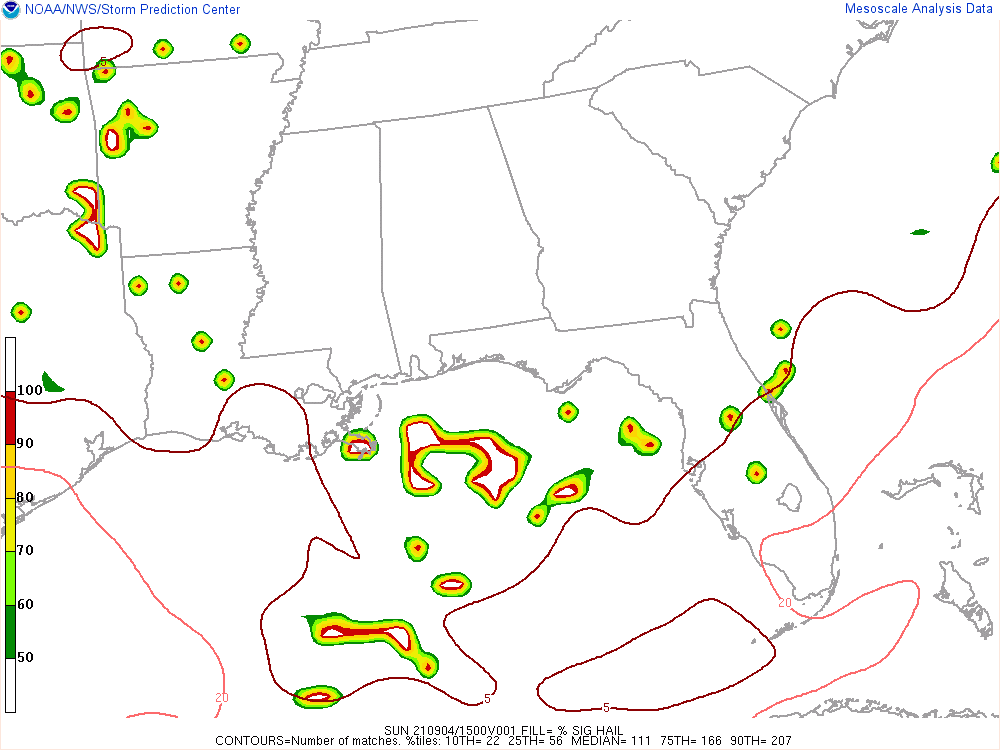 NOAA/NWS/Storm Prediction Center
Mesoscale Analysis Data
5
100
90
80
70
60
50
20
20
5
5
SUN 210904/1500V001 FILL= % SIG HAIL
CONTOURS=Number of matches. %tiles: 10TH= 22 25TH= 56 MEDIAN= 111 75TH= 166 90TH= 207